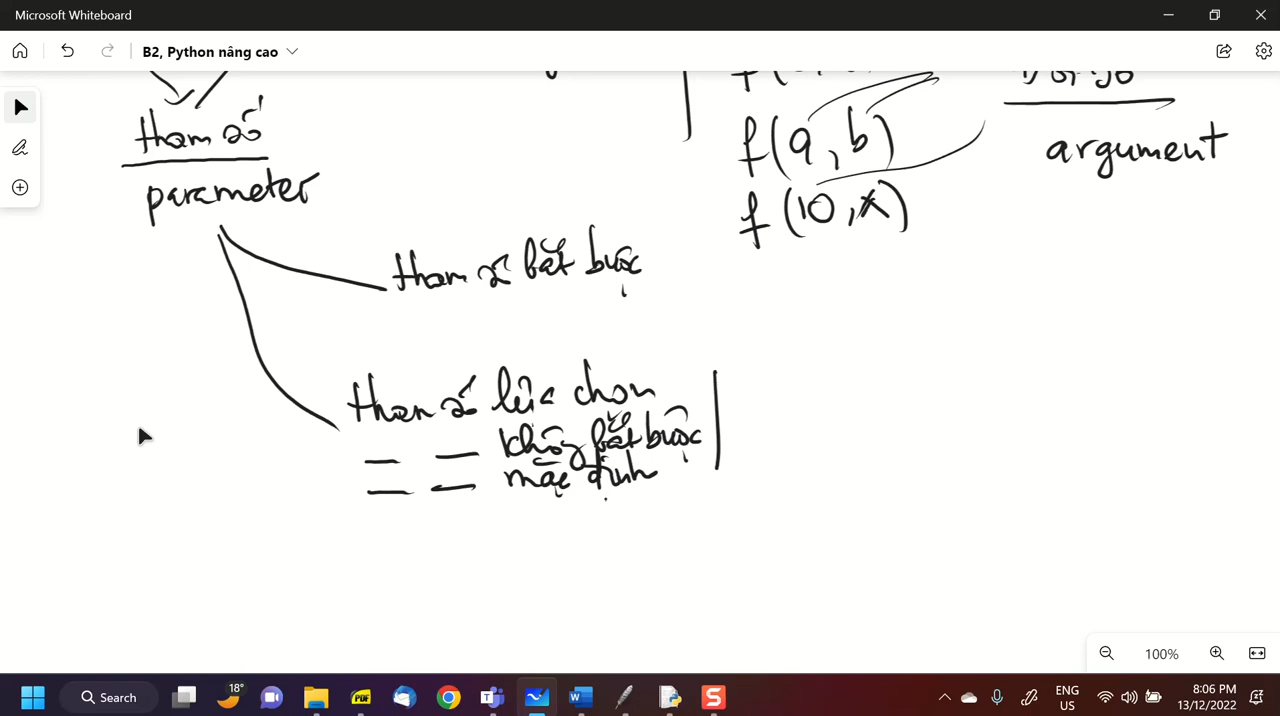 Microsoft Whiteboard
B2, Python nâng cao
tham số
parameter
f(a, b)
f(10, x)
argument
tham số bắt buộc
tham số lựa chọn
không bắt buộc
mặc định
100%
Search
18°
PDF
ENG
US
8:06 PM
13/12/2022